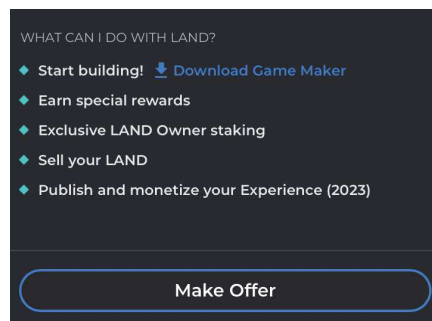 WHAT CAN I DO WITH LAND?
Start building! Download Game Maker
Earn special rewards
Exclusive LAND Owner staking
Sell your LAND
Publish and monetize your Experience (2023)
Make Offer